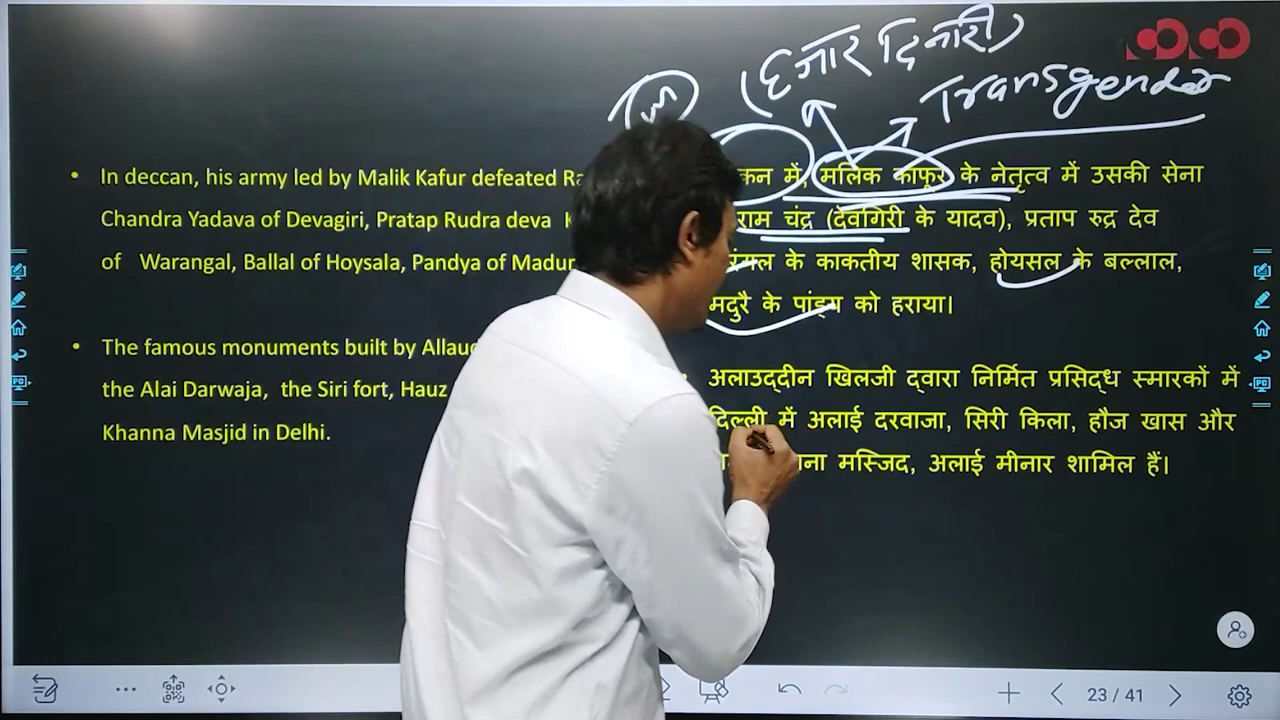 (हजार दिनारी)
Transgender
In deccan, his army led by Malik Kafur defeated
Chandra Yadava of Devagiri, Pratap Rudra deva
of Warangal, Ballal of Hoysala, Pandya of
The famous monuments built by
the Alai Darwaja, the Siri fort, Hauz
Khanna Masjid in Delhi.
में, मलिक काफूर के नेतृत्व में उसकी सेना
राम चंद्र (देवगिरी के यादव), प्रताप रुद्र देव
के काकतीय शासक, होयसल के बल्लाल,
मदुरै के पांड्य को हराया।
अलाउद्दीन खिलजी द्वारा निर्मित प्रसिद्ध स्मारकों में
दिल्ली में अलाई दरवाजा, सिरी किला, हौज खास और
मस्जिद, अलाई मीनार शामिल हैं।
23 / 41